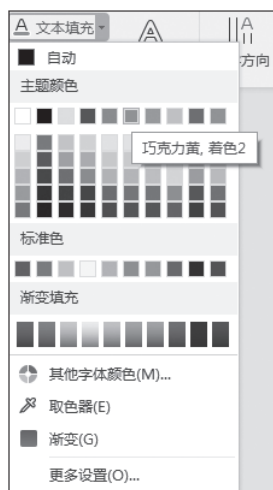 A 文本填充
A
A
自动
方向
主题颜色
巧克力黄, 着色2
标准色
渐变填充
其他字体颜色(M)...
取色器(E)
渐变(G)
更多设置(O)...